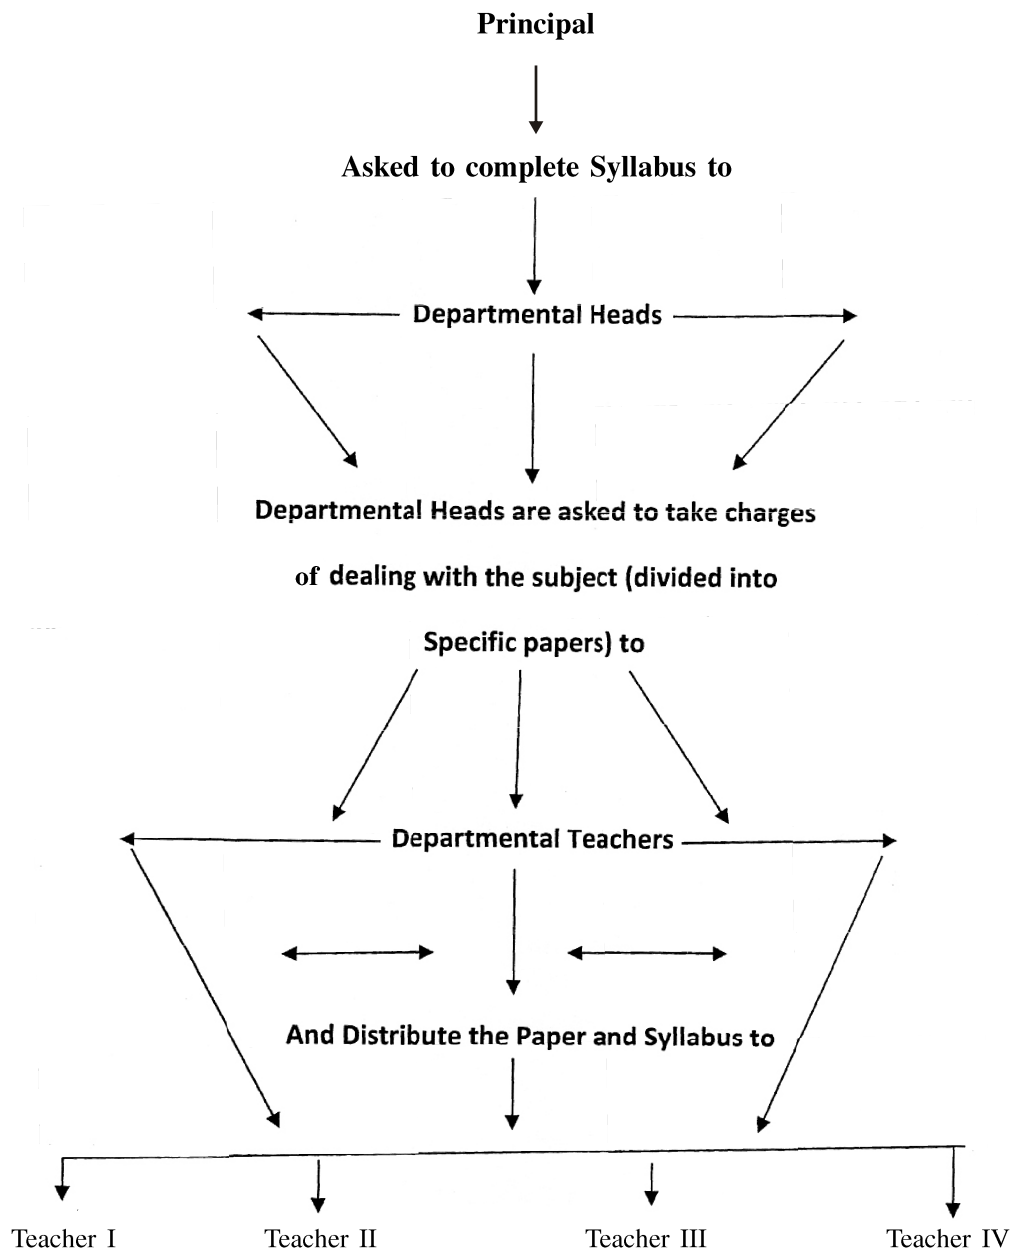 Principal
Asked to complete Syllabus to
Departmental Heads
Departmental Heads are asked to take charges
of dealing with the subject (divided into
Specific papers) to
Departmental Teachers
And Distribute the Paper and Syllabus to
Teacher I Teacher II Teacher III Teacher IV